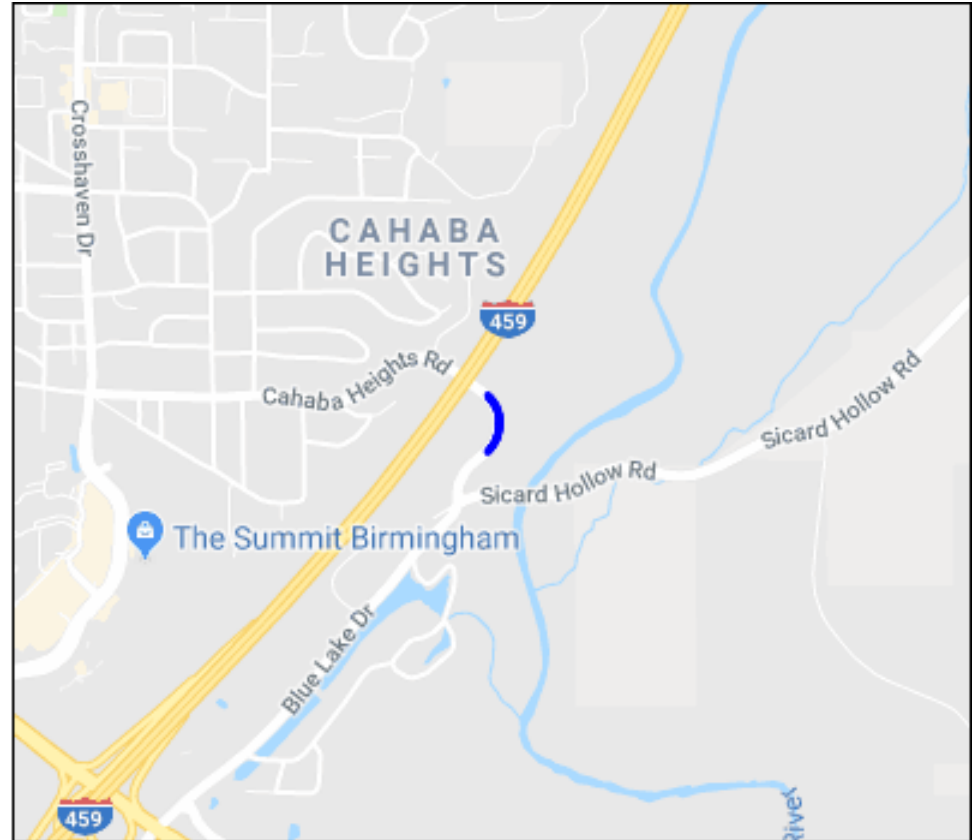 Crosshaven Dr
CAHABA
HEIGHTS
459
Cahaba Heights Rd
Sicard Hollow Rd
Sicard Hollow Rd
The Summit Birmingham
Blue Lake Dr
459
River